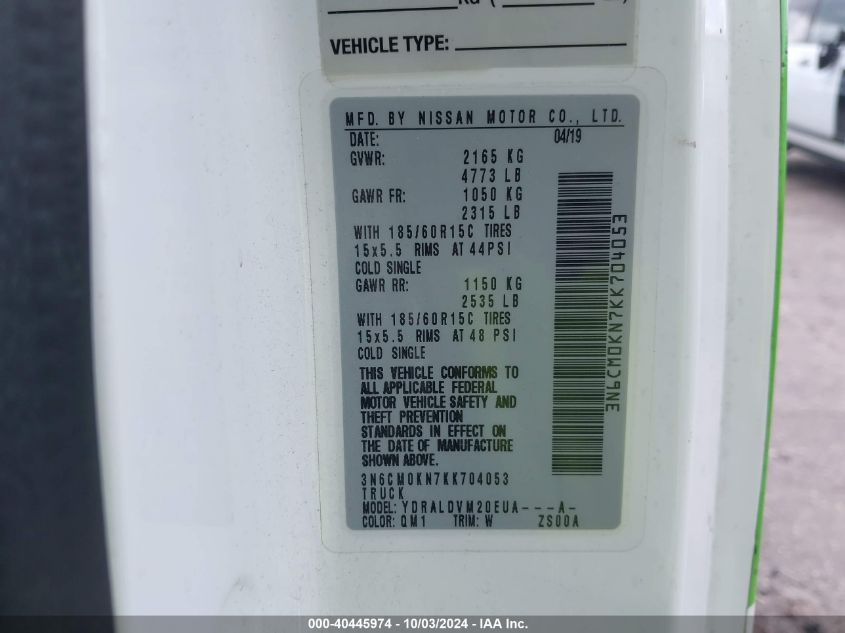 VEHICLE TYPE:
MFD. BY NISSAN MOTOR CO., LTD.
DATE: 04/19
GVWR: 2165 KG
4773 LB
GAWR FR: 1050 KG
2315 LB
WITH 185/60R15C TIRES
15x5.5 RIMS AT 44PSI
COLD SINGLE
GAWR RR: 1150 KG
2535 LB
WITH 185/60R15C TIRES
15x5.5 RIMS AT 48 PSI
COLD SINGLE
THIS VEHICLE CONFORMS TO
ALL APPLICABLE FEDERAL
MOTOR VEHICLE SAFETY AND
THEFT PREVENTION
STANDARDS IN EFFECT ON
THE DATE OF MANUFACTURE
SHOWN ABOVE.
3N6CM0KN7KK704053
TRUCK
MODEL: YDRALDVM20EUA---A-
COLOR: QM1 TRIM: W ZS00A
3N6CM0KN7KK704053
000-40445974 - 10/03/2024 - IAA Inc.